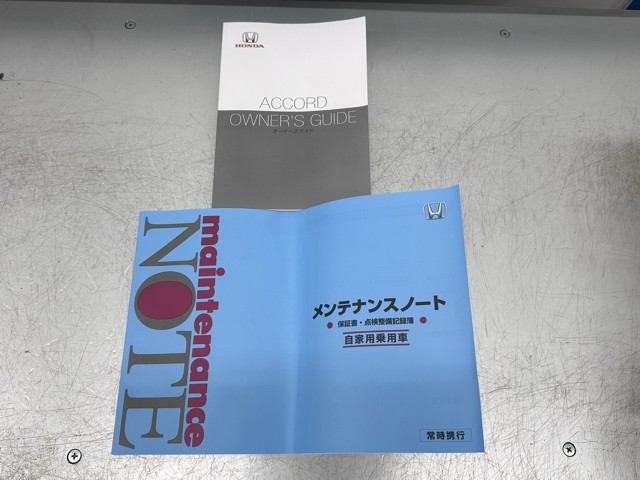 HONDA
ACCORD
OWNER'S GUIDE
オーナーズガイド
maintenance
NOTE
メンテナンスノート
保証書・点検整備記録簿
自家用乗用車
常時携行